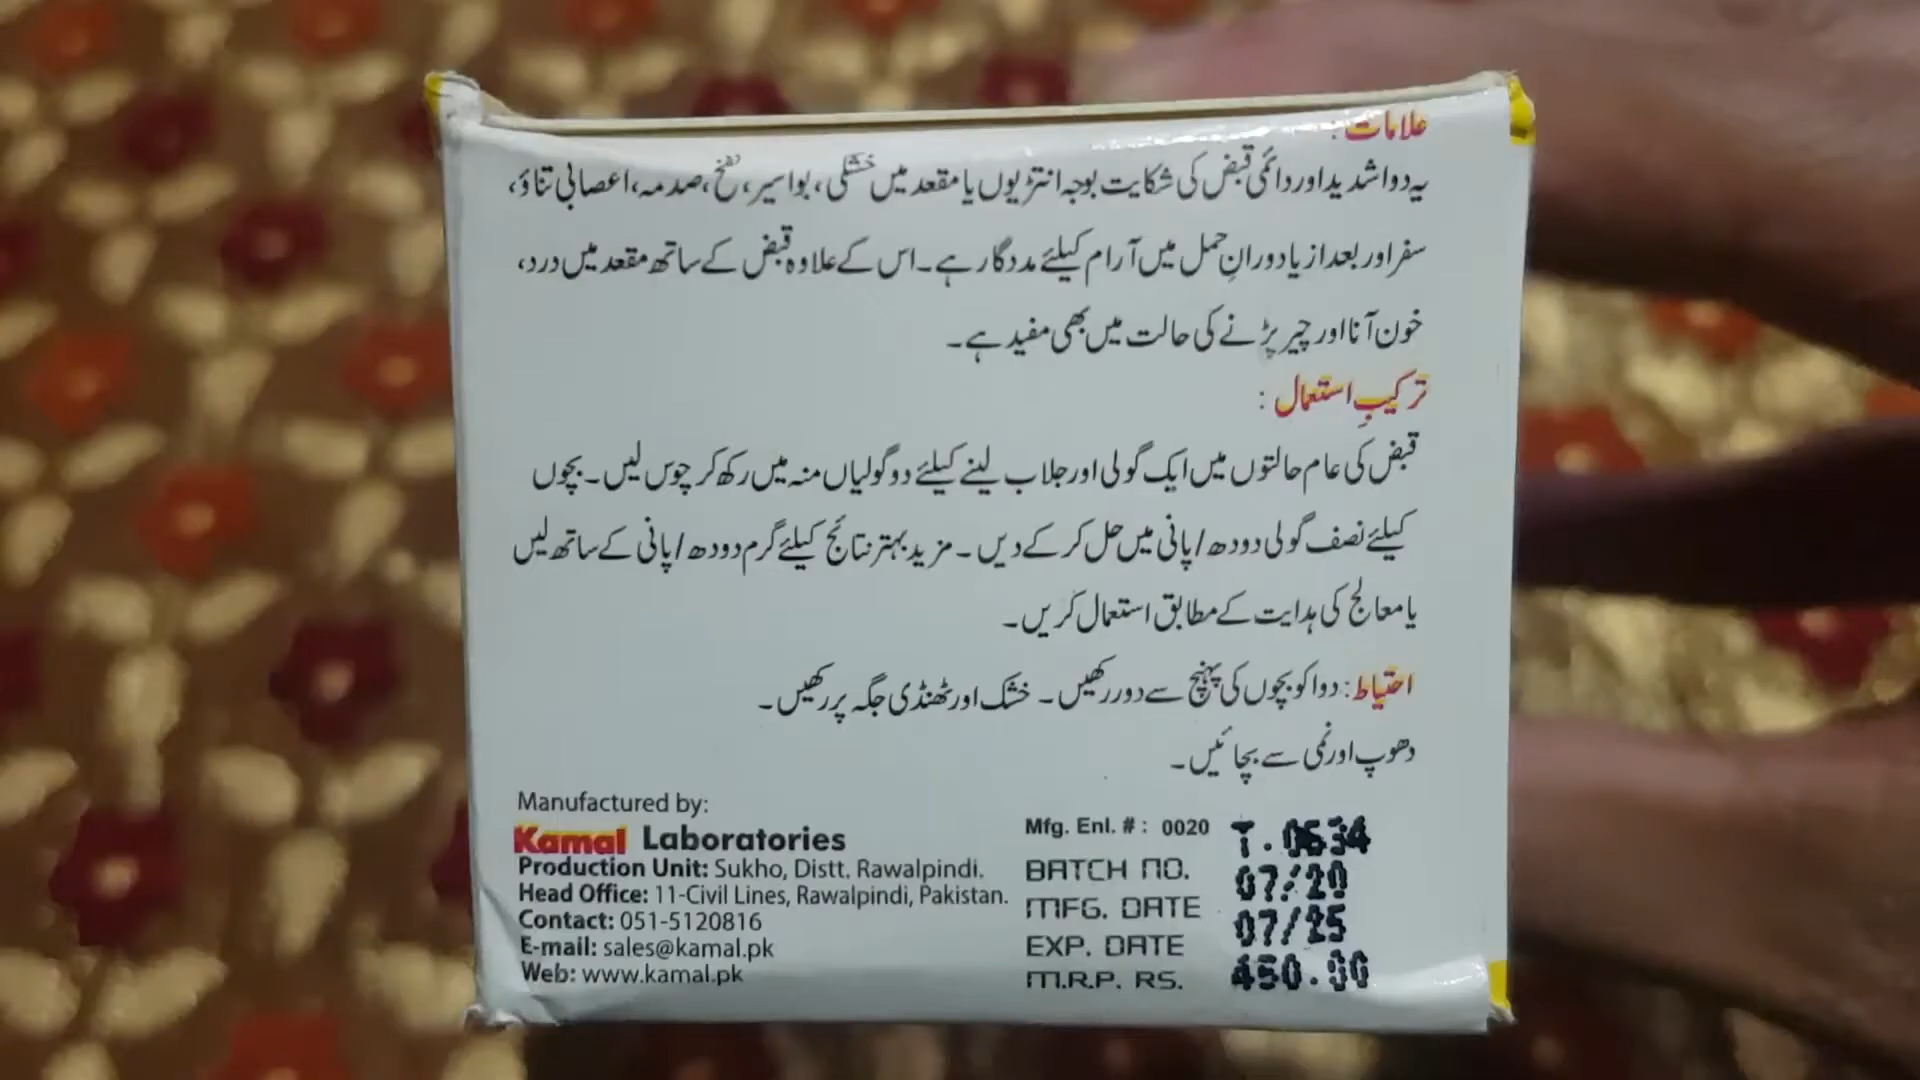 علامات :
یہ دوا شدید اور دائمی قبض کی شکایت بوجہ انتڑیوں یا مقعد میں خشکی، بواسیر، نفخ، صدمہ، اعصابی تناؤ،
سفر اور بعد از یا دورانِ حمل میں آرام کیلئے مددگار ہے۔ اس کے علاوہ قبض کے ساتھ مقعد میں درد،
خون آنا اور چیر پڑنے کی حالت میں بھی مفید ہے۔
ترکیبِ استعمال :
قبض کی عام حالتوں میں ایک گولی اور جلاب لینے کیلئے دو گولیاں منہ میں رکھ کر چوس لیں۔ بچوں
کیلئے نصف گولی دودھ/پانی میں حل کر کے دیں۔ مزید بہتر نتائج کیلئے گرم دودھ/پانی کے ساتھ لیں
یا معالج کی ہدایت کے مطابق استعمال کریں۔
احتیاط: دوا کو بچوں کی پہنچ سے دور رکھیں۔ خشک اور ٹھنڈی جگہ پر رکھیں۔
دھوپ اور نمی سے بچائیں۔
Manufactured by:
Kamal Laboratories
Production Unit: Sukho, Distt. Rawalpindi.
Head Office: 11-Civil Lines, Rawalpindi, Pakistan.
Contact: 051-5120816
E-mail: sales@kamal.pk
Web: www.kamal.pk
Mfg. Enl. # : 0020
BATCH NO. T.0634
MFG. DATE 07/20
EXP. DATE 07/25
M.R.P. RS. 450.00